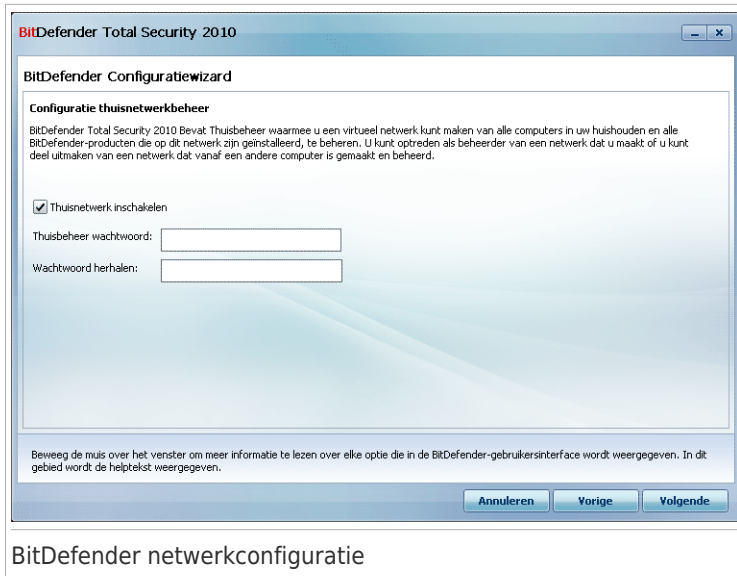 BitDefender Total Security 2010
BitDefender Configuratiewizard
Configuratie thuisnetwerkbeheer
BitDefender Total Security 2010 Bevat Thuisbeheer waarmee u een virtueel netwerk kunt maken van alle computers in uw huishouden en alle
BitDefender-producten die op dit netwerk zijn geïnstalleerd, te beheren. U kunt optreden als beheerder van een netwerk dat u maakt of u kunt
deel uitmaken van een netwerk dat vanaf een andere computer is gemaakt en beheerd.
Thuisnetwerk inschakelen
Thuisbeheer wachtwoord:
Wachtwoord herhalen:
Beweeg de muis over het venster om meer informatie te lezen over elke optie die in de BitDefender-gebruikersinterface wordt weergegeven. In dit
gebied wordt de helptekst weergegeven.
Annuleren Vorige Volgende
BitDefender netwerkconfiguratie